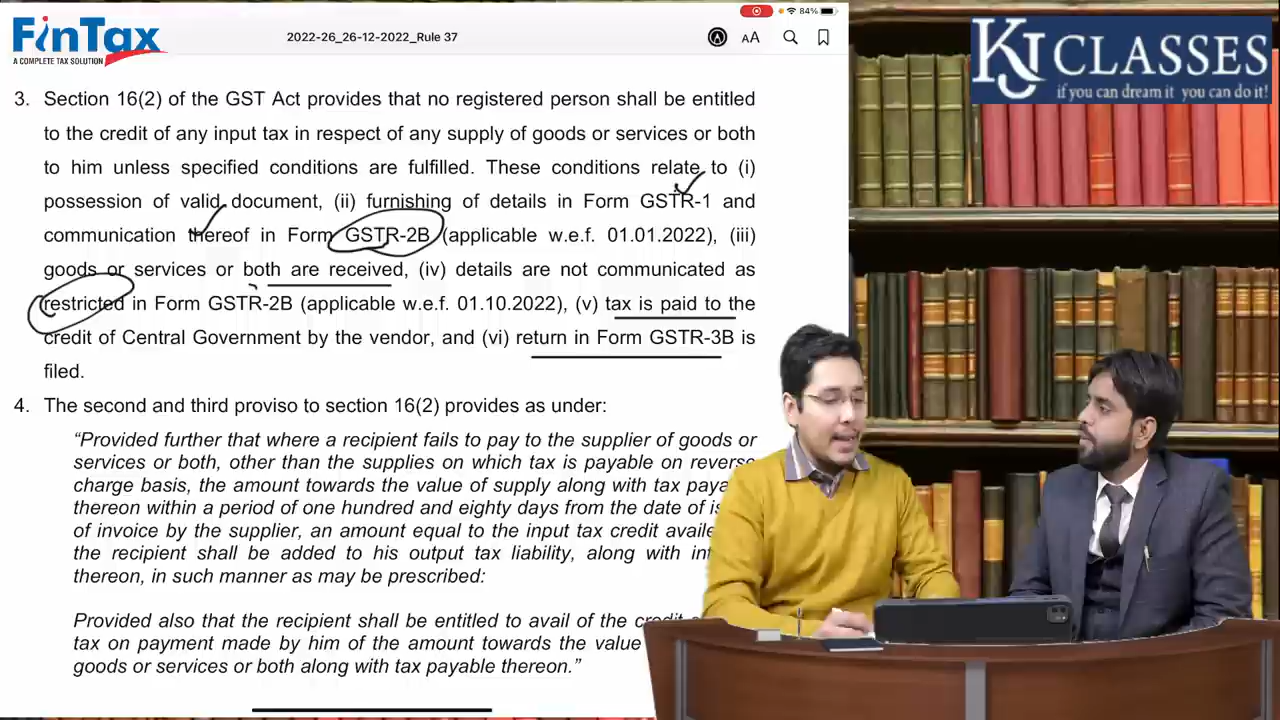 FinTax
A COMPLETE TAX SOLUTION
2022-26_26-12-2022_Rule 37
AA
84%
KJ CLASSES
if you can dream it you can do it!
3. Section 16(2) of the GST Act provides that no registered person shall be entitled
to the credit of any input tax in respect of any supply of goods or services or both
to him unless specified conditions are fulfilled. These conditions relate to (i)
possession of valid document, (ii) furnishing of details in Form GSTR-1 and
communication thereof in Form GSTR-2B (applicable w.e.f. 01.01.2022), (iii)
goods or services or both are received, (iv) details are not communicated as
restricted in Form GSTR-2B (applicable w.e.f. 01.10.2022), (v) tax is paid to the
credit of Central Government by the vendor, and (vi) return in Form GSTR-3B is
filed.
4. The second and third proviso to section 16(2) provides as under:
“Provided further that where a recipient fails to pay to the supplier of goods or
services or both, other than the supplies on which tax is payable on reverse
charge basis, the amount towards the value of supply along with tax
thereon within a period of one hundred and eighty days from the date of
of invoice by the supplier, an amount equal to the input tax credit
the recipient shall be added to his output tax liability, along with
thereon, in such manner as may be prescribed:
Provided also that the recipient shall be entitled to avail of the
tax on payment made by him of the amount towards the value
goods or services or both along with tax payable thereon.”